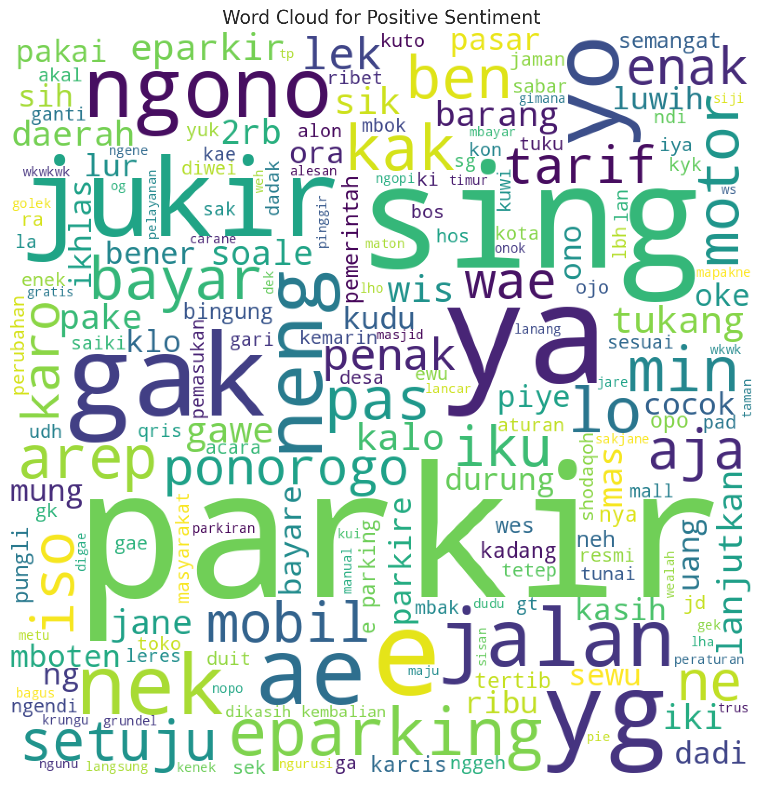 Word Cloud for Positive Sentiment
pakai
eparkir
tp
lek
kuto
pasar
semangat
akal
ngono
ribet
ben
jaman
yo
enak
sih
sik
sabar
gimana
siji
ganti
yuk
2rb
alon
mbok
barang
luwih
ndi
daerah
kak
mbayar
motor
ngene
kae
ora
tuku
tarif
iya
wkwkwk
lur
diwei
alesan
sg
kon
kyk
golek
og
pelayanan
jukir
weh
dadak
ngopi
ki
timur
kuwi
ra
ikhlas
sak
pinggir
pemerintah
sing
bos
kota
lbh
lan
ws
la
bener
soale
carane
hos
ono
maton
onok
enek
bayar
dek
wis
wae
ojo
mapakne
gratis
neng
lho
ya
oke
perubahan
karo
pake
bingung
kudu
lanang
tukang
saiki
klo
pemasukan
gari
kemarin
masjid
penak
sesuai
wkwk
gak
desa
min
jare
taman
ewu
lancar
pas
piye
lo
cocok
udh
qris
gawe
acara
kalo
aturan
opo
pad
arep
ponorogo
iku
shodaqoh
mas
sakjane
aja
mung
durung
nya
mall
gk
pungli
iso
masyarakat
parkir
parkiran
bayare
wes
neh
uang
lanjutkan
digae
gae
kui
manual
e parking
parkire
kadang
resmi
wealah
tetep
tunai
jane
mobil
mbak
dudu
gt
kasih
jd
mboten
toko
leres
e
jalan
gek
ng
duit
ae
sisan
lha
peraturan
metu
nek
maju
yg
tertib
sewu
ne
bagus
ngendi
nopo
dikasih kembalian
ribu
iki
trus
krungu
grundel
setuju
eparking
pie
dadi
ngunu
langsung
kenek
sek
ngurusi
ga
karcis
nggeh